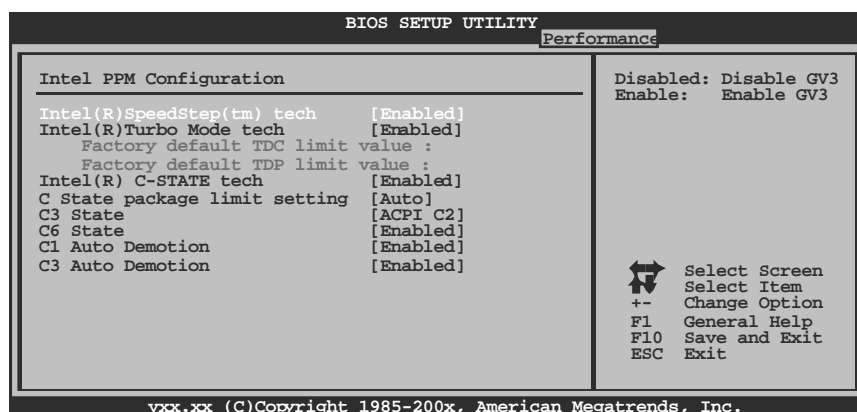 BIOS SETUP UTILITY
Performance
Intel PPM Configuration
Intel(R)SpeedStep(tm) tech [Enabled]
Intel(R)Turbo Mode tech [Enabled]
Factory default TDC limit value :
Factory default TDP limit value :
Intel(R) C-STATE tech [Enabled]
C State package limit setting [Auto]
C3 State [ACPI C2]
C6 State [Enabled]
C1 Auto Demotion [Enabled]
C3 Auto Demotion [Enabled]
Disabled: Disable GV3
Enable: Enable GV3
Select Screen
Select Item
+- Change Option
F1 General Help
F10 Save and Exit
ESC Exit
vxx.xx (C)Copyright 1985-200x, American Megatrends, Inc.